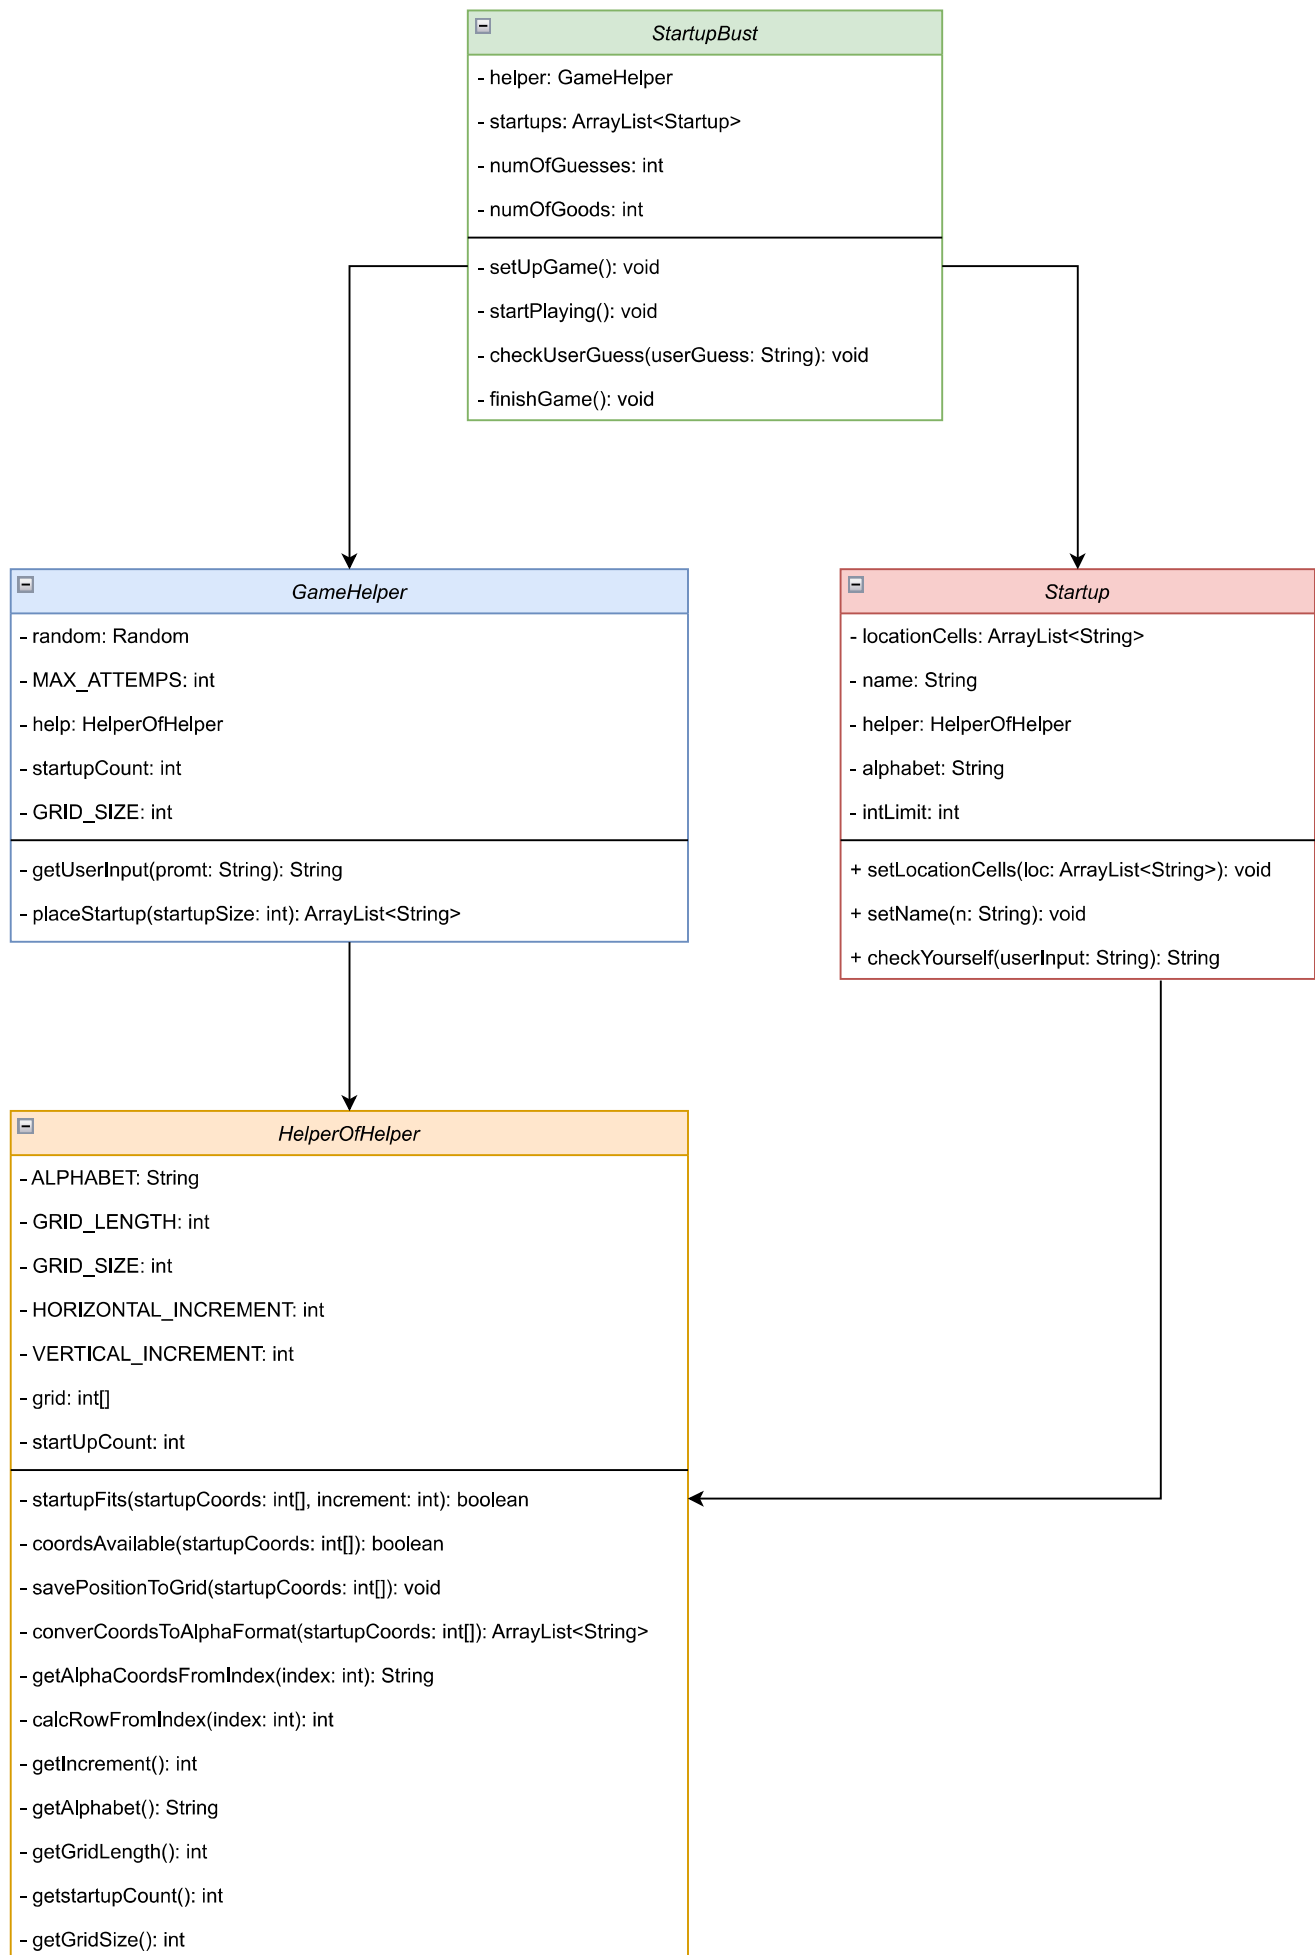 StartupBust
- helper: GameHelper
- startups: ArrayList<Startup>
- numOfGuesses: int
- numOfGoods: int
- setUpGame(): void
- startPlaying(): void
- checkUserGuess(userGuess: String): void
- finishGame(): void
GameHelper
- random: Random
- MAX_ATTEMPS: int
- help: HelperOfHelper
- startupCount: int
- GRID_SIZE: int
- getUserInput(promt: String): String
- placeStartup(startupSize: int): ArrayList<String>
Startup
- locationCells: ArrayList<String>
- name: String
- helper: HelperOfHelper
- alphabet: String
- intLimit: int
+ setLocationCells(loc: ArrayList<String>): void
+ setName(n: String): void
+ checkYourself(userInput: String): String
HelperOfHelper
- ALPHABET: String
- GRID_LENGTH: int
- GRID_SIZE: int
- HORIZONTAL_INCREMENT: int
- VERTICAL_INCREMENT: int
- grid: int[]
- startUpCount: int
- startupFits(startupCoords: int[], increment: int): boolean
- coordsAvailable(startupCoords: int[]): boolean
- savePositionToGrid(startupCoords: int[]): void
- converCoordsToAlphaFormat(startupCoords: int[]): ArrayList<String>
- getAlphaCoordsFromIndex(index: int): String
- calcRowFromIndex(index: int): int
- getIncrement(): int
- getAlphabet(): String
- getGridLength(): int
- getstartupCount(): int
- getGridSize(): int